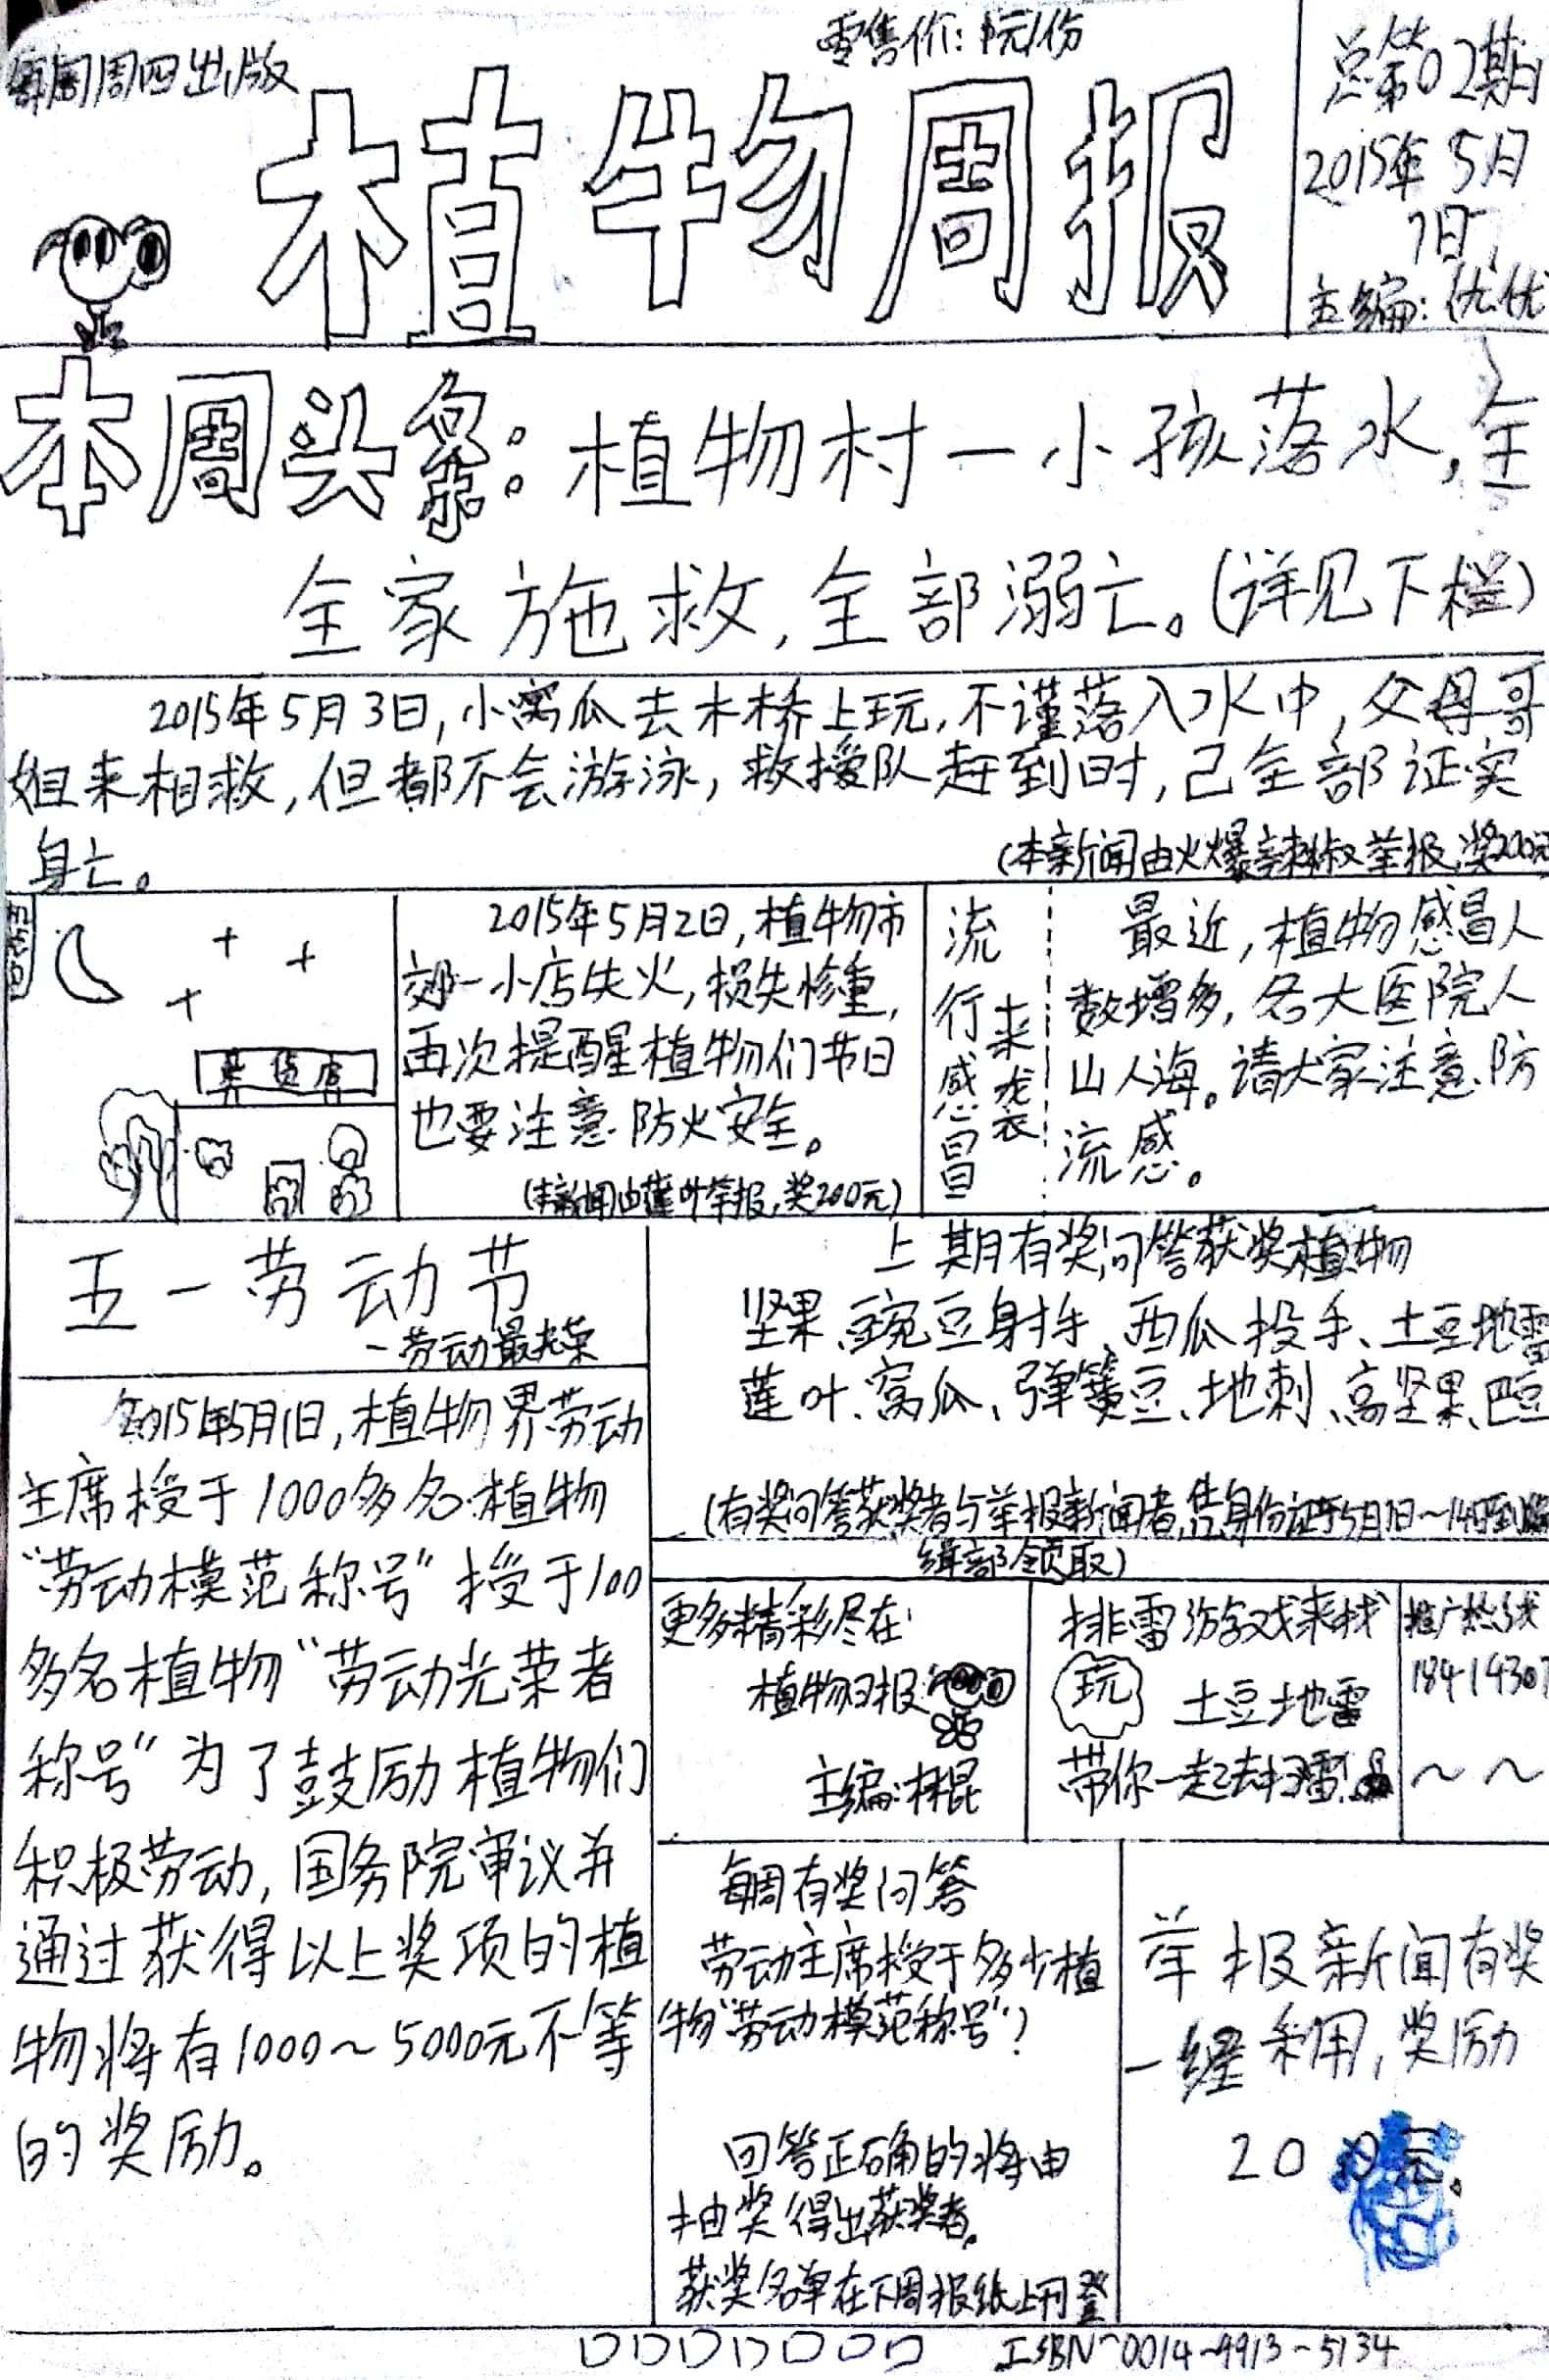 每周周四出版
零售价：1元1份
植物周报
总第02期
2015年5月
7日
主编：优优
本周头条：植物村一小孩落水，全
全家施救，全部溺亡。（详见下栏）
2015年5月3日，小窝瓜去木桥上玩，不谨落入水中，父母哥
姐来相救，但都不会游泳，救援队赶到时，己全部证实
身亡。
（本新闻由火爆辣椒举报，奖200元
杂货店
2015年5月2日，植物市
郊一小店失火，损失惨重，
再次提醒植物们节日
也要注意防火安全。
（本新闻由莲叶举报，奖200元）
流行感冒
来袭
最近，植物感冒人
数增多，各大医院人
山人海。请大家注意防
流感。
五一劳动节
-劳动最光荣
2015年5月1日，植物界劳动
主席授于1000多名植物
“劳动模范称号”授于100
多名植物“劳动光荣者
称号”为了鼓励植物们
积极劳动，国务院审议并
通过获得以上奖项的植
物将有1000～5000元不等
的奖励。
上期有奖问答获奖植物
坚果、豌豆射手、西瓜投手、土豆地雷
莲叶、窝瓜、弹簧豆、地刺、高坚果、巴豆
（有奖问答获奖者与举报新闻者，凭身份证于5月7日～14日到编
缉部领取）
更多精彩尽在
植物日报
主编：棒棍
排雷游戏来找
玩 土豆地雷
带你一起去扫雷！
推广热线
18414307
～～
每周有奖问答
劳动主席授于多少植
物“劳动模范称号”？
回答正确的将由
抽奖得出获奖者。
获奖名单在下周报纸上刊登
举报新闻有奖
一经利用，奖励
200元。
ISBN～0014-9913-5134